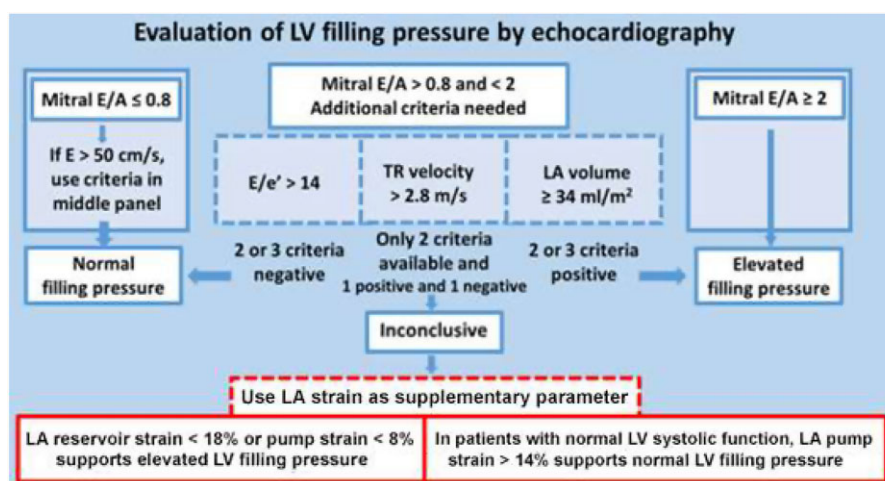 Evaluation of LV filling pressure by echocardiography
Mitral E/A ≤ 0.8
If E > 50 cm/s,
use criteria in
middle panel
Normal
filling pressure
Mitral E/A > 0.8 and < 2
Additional criteria needed
E/e' > 14
TR velocity
> 2.8 m/s
LA volume
≥ 34 ml/m²
2 or 3 criteria
negative
Only 2 criteria
available and
1 positive and 1 negative
2 or 3 criteria
positive
Mitral E/A ≥ 2
Elevated
filling pressure
Inconclusive
Use LA strain as supplementary parameter
LA reservoir strain < 18% or pump strain < 8%
supports elevated LV filling pressure
In patients with normal LV systolic function, LA pump
strain > 14% supports normal LV filling pressure